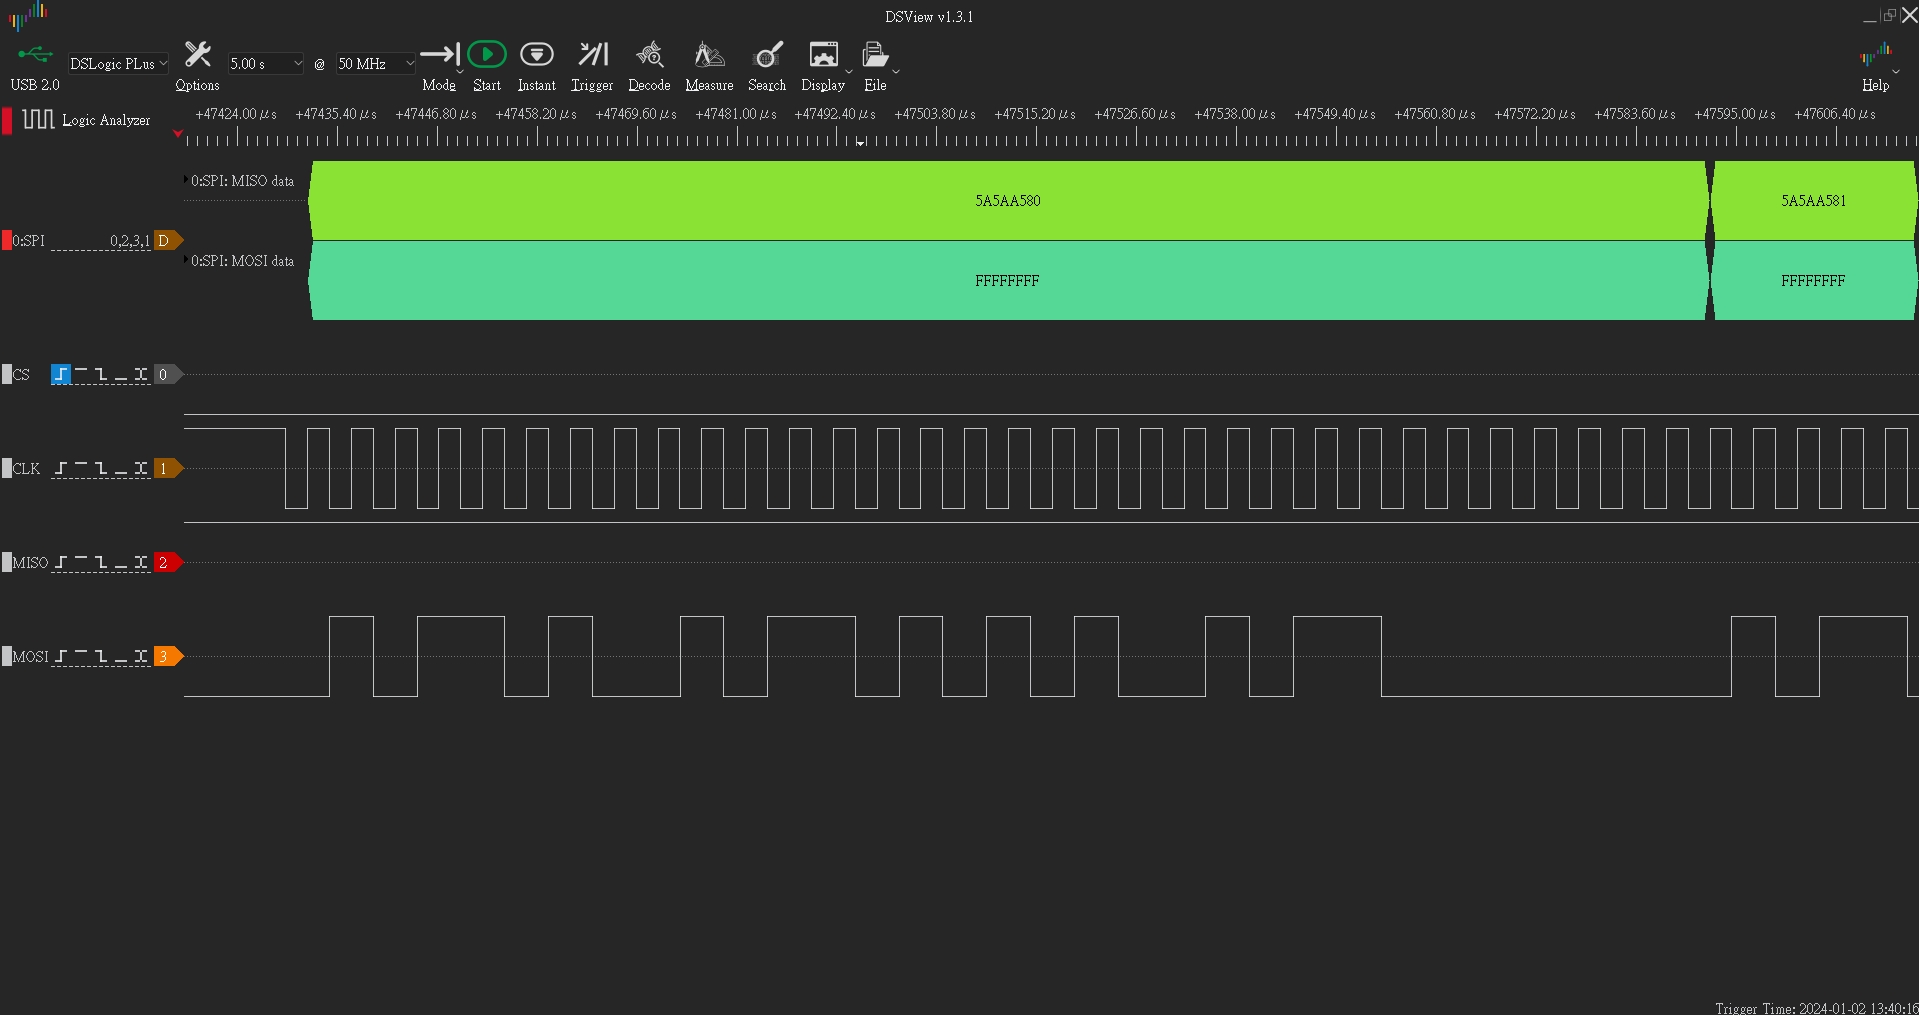 DSView v1.3.1
USB 2.0 DSLogic PLus Options 5.00 s @ 50 MHz Mode Start Instant Trigger Decode Measure Search Display File Help
Logic Analyzer
+47424.00 μs +47435.40 μs +47446.80 μs +47458.20 μs +47469.60 μs +47481.00 μs +47492.40 μs +47503.80 μs +47515.20 μs +47526.60 μs +47538.00 μs +47549.40 μs +47560.80 μs +47572.20 μs +47583.60 μs +47595.00 μs +47606.40 μs
0:SPI: MISO data
5A5AA580 5A5AA581
0:SPI 0,2,3,1 D
0:SPI: MOSI data
FFFFFFFF FFFFFFFF
CS 0
CLK 1
MISO 2
MOSI 3
Trigger Time: 2024-01-02 13:40:16